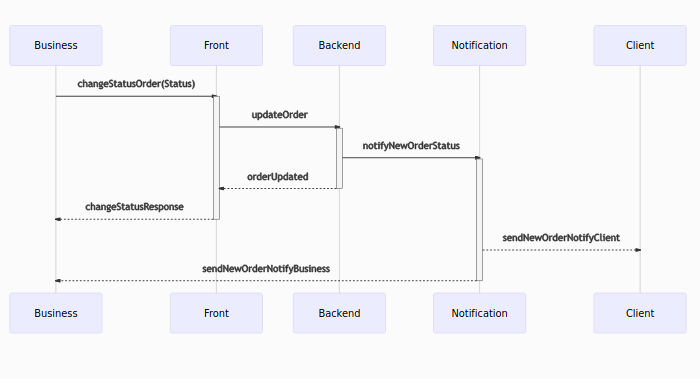 Business
Front
Backend
Notification
Client
changeStatusOrder(Status)
updateOrder
notifyNewOrderStatus
orderUpdated
changeStatusResponse
sendNewOrderNotifyClient
sendNewOrderNotifyBusiness
Business
Front
Backend
Notification
Client